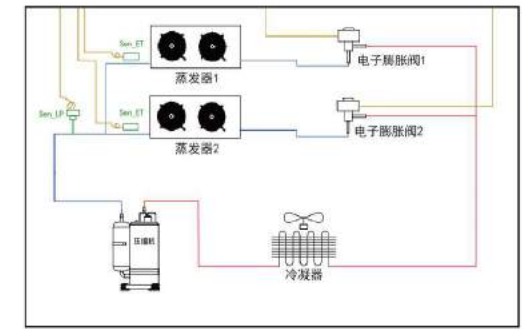 Sen_ET
蒸发器1
电子膨胀阀1
Sen_LP
Sen_ET
蒸发器2
电子膨胀阀2
压缩机
冷凝器